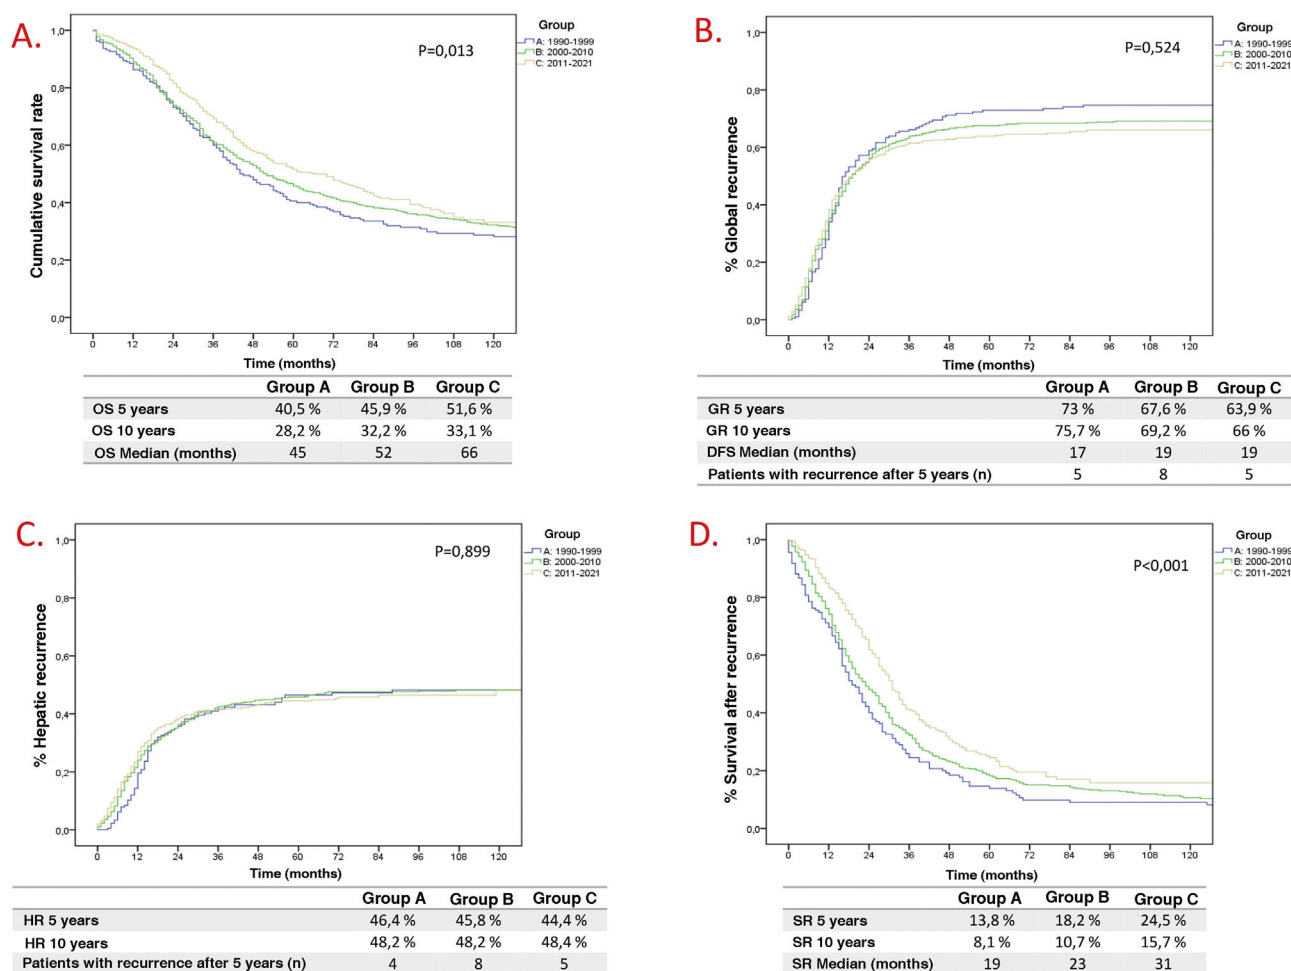 A.
P=0,013
Group
A: 1990-1999
B: 2000-2010
C: 2011-2021
Cumulative survival rate
1,0
0,8
0,6
0,4
0,2
0,0
0 12 24 36 48 60 72 84 96 108 120
Time (months)
Group A Group B Group C
OS 5 years 40,5 % 45,9 % 51,6 %
OS 10 years 28,2 % 32,2 % 33,1 %
OS Median (months) 45 52 66
B.
P=0,524
Group
A: 1990-1999
B: 2000-2010
C: 2011-2021
% Global recurrence
1,0
0,8
0,6
0,4
0,2
0,0
0 12 24 36 48 60 72 84 96 108 120
Time (months)
Group A Group B Group C
GR 5 years 73 % 67,6 % 63,9 %
GR 10 years 75,7 % 69,2 % 66 %
DFS Median (months) 17 19 19
Patients with recurrence after 5 years (n) 5 8 5
C.
P=0,899
Group
A: 1990-1999
B: 2000-2010
C: 2011-2021
% Hepatic recurrence
1,0
0,8
0,6
0,4
0,2
0,0
0 12 24 36 48 60 72 84 96 108 120
Time (months)
Group A Group B Group C
HR 5 years 46,4 % 45,8 % 44,4 %
HR 10 years 48,2 % 48,2 % 48,4 %
Patients with recurrence after 5 years (n) 4 8 5
D.
P<0,001
Group
A: 1990-1999
B: 2000-2010
C: 2011-2021
% Survival after recurrence
1,0
0,8
0,6
0,4
0,2
0,0
0 12 24 36 48 60 72 84 96 108 120
Time (months)
Group A Group B Group C
SR 5 years 13,8 % 18,2 % 24,5 %
SR 10 years 8,1 % 10,7 % 15,7 %
SR Median (months) 19 23 31